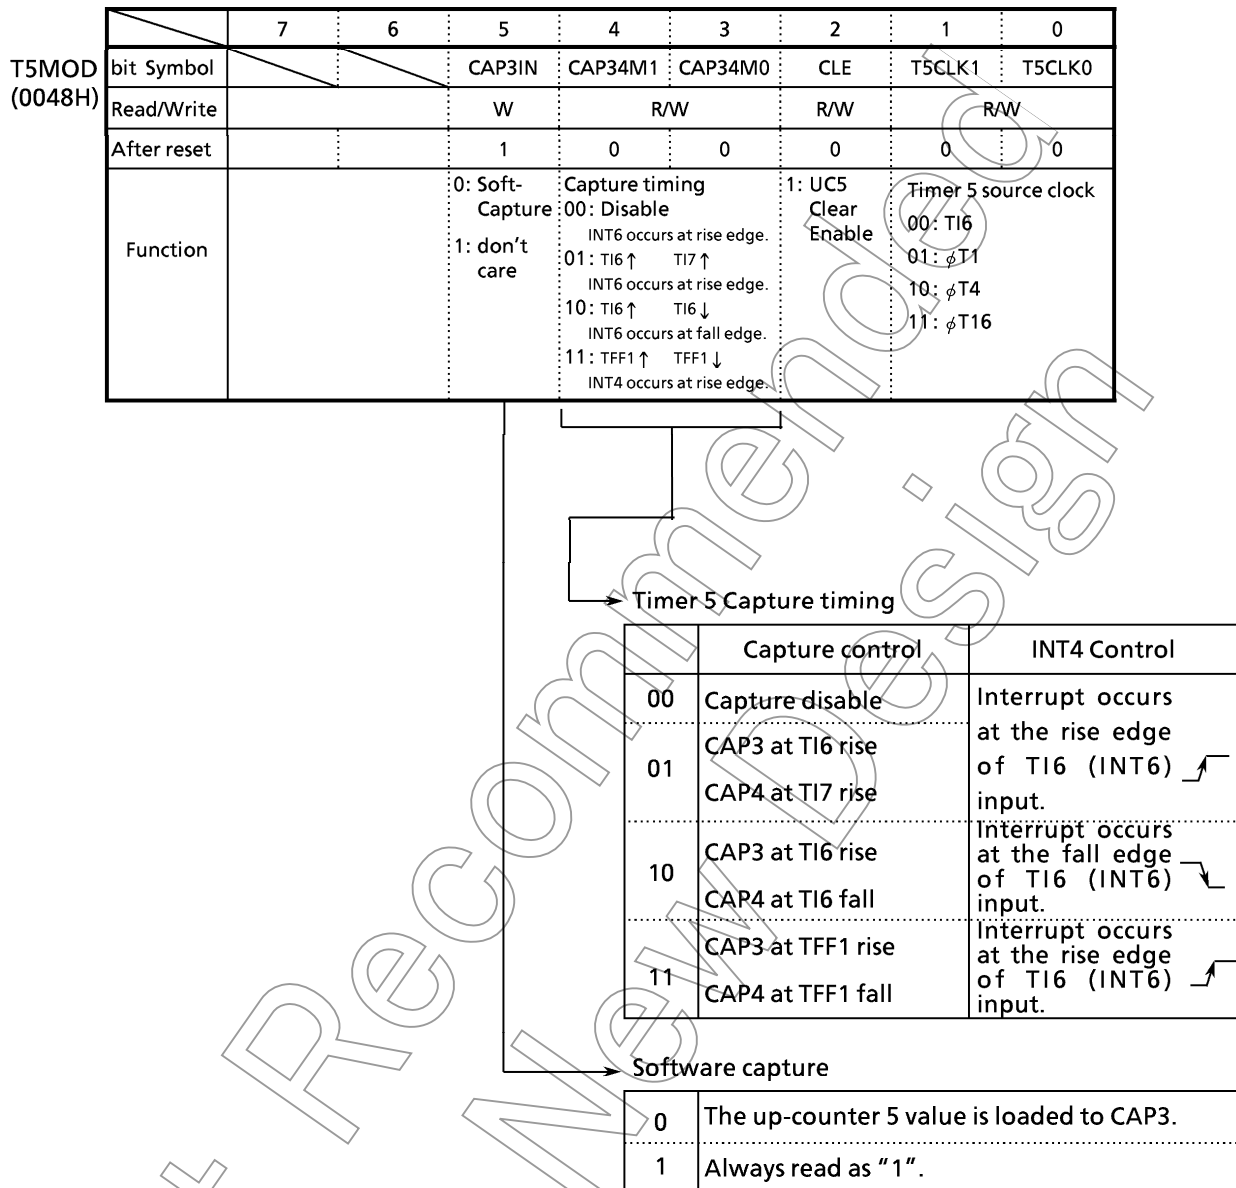 7 6 5 4 3 2 1 0
T5MOD (0048H)
bit Symbol CAP3IN CAP34M1 CAP34M0 CLE T5CLK1 T5CLK0
Read/Write W R/W R/W R/W
After reset 1 0 0 0 0 0
Function
0: Soft-
Capture
1: don't
care
Capture timing
00: Disable
INT6 occurs at rise edge.
01: TI6↑ TI7↑
INT6 occurs at rise edge.
10: TI6↑ TI6↓
INT6 occurs at fall edge.
11: TFF1↑ TFF1↓
INT4 occurs at rise edge.
1: UC5
Clear
Enable
Timer 5 source clock
00: TI6
01: ϕT1
10: ϕT4
11: ϕT16
Timer 5 Capture timing
Capture control INT4 Control
00 Capture disable
01 CAP3 at TI6 rise
CAP4 at TI7 rise
Interrupt occurs
at the rise edge
of TI6 (INT6)
input.
10 CAP3 at TI6 rise
CAP4 at TI6 fall
Interrupt occurs
at the fall edge
of TI6 (INT6)
input.
11 CAP3 at TFF1 rise
CAP4 at TFF1 fall
Interrupt occurs
at the rise edge
of TI6 (INT6)
input.
Software capture
0 The up-counter 5 value is loaded to CAP3.
1 Always read as "1".
Recommended
New Design